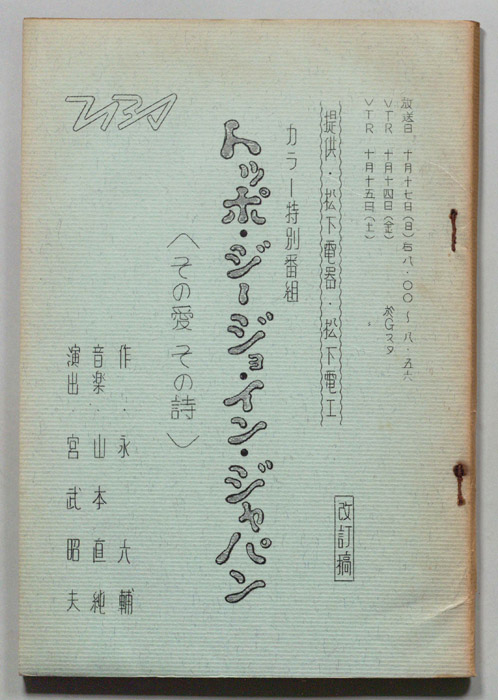 放送日 十月十七日(日)后八・〇〇〜八・五六
VTR 十月十四日(金) 於Gスタ
VTR 十月十五日(土)
改訂稿
提供・松下電器・松下電工
カラー特別番組
トッポ・ジージョ・イン・ジャパン
〈その愛 その詩〉
作・永 六輔
音楽・山本直純
演出 宮武昭夫
TBS